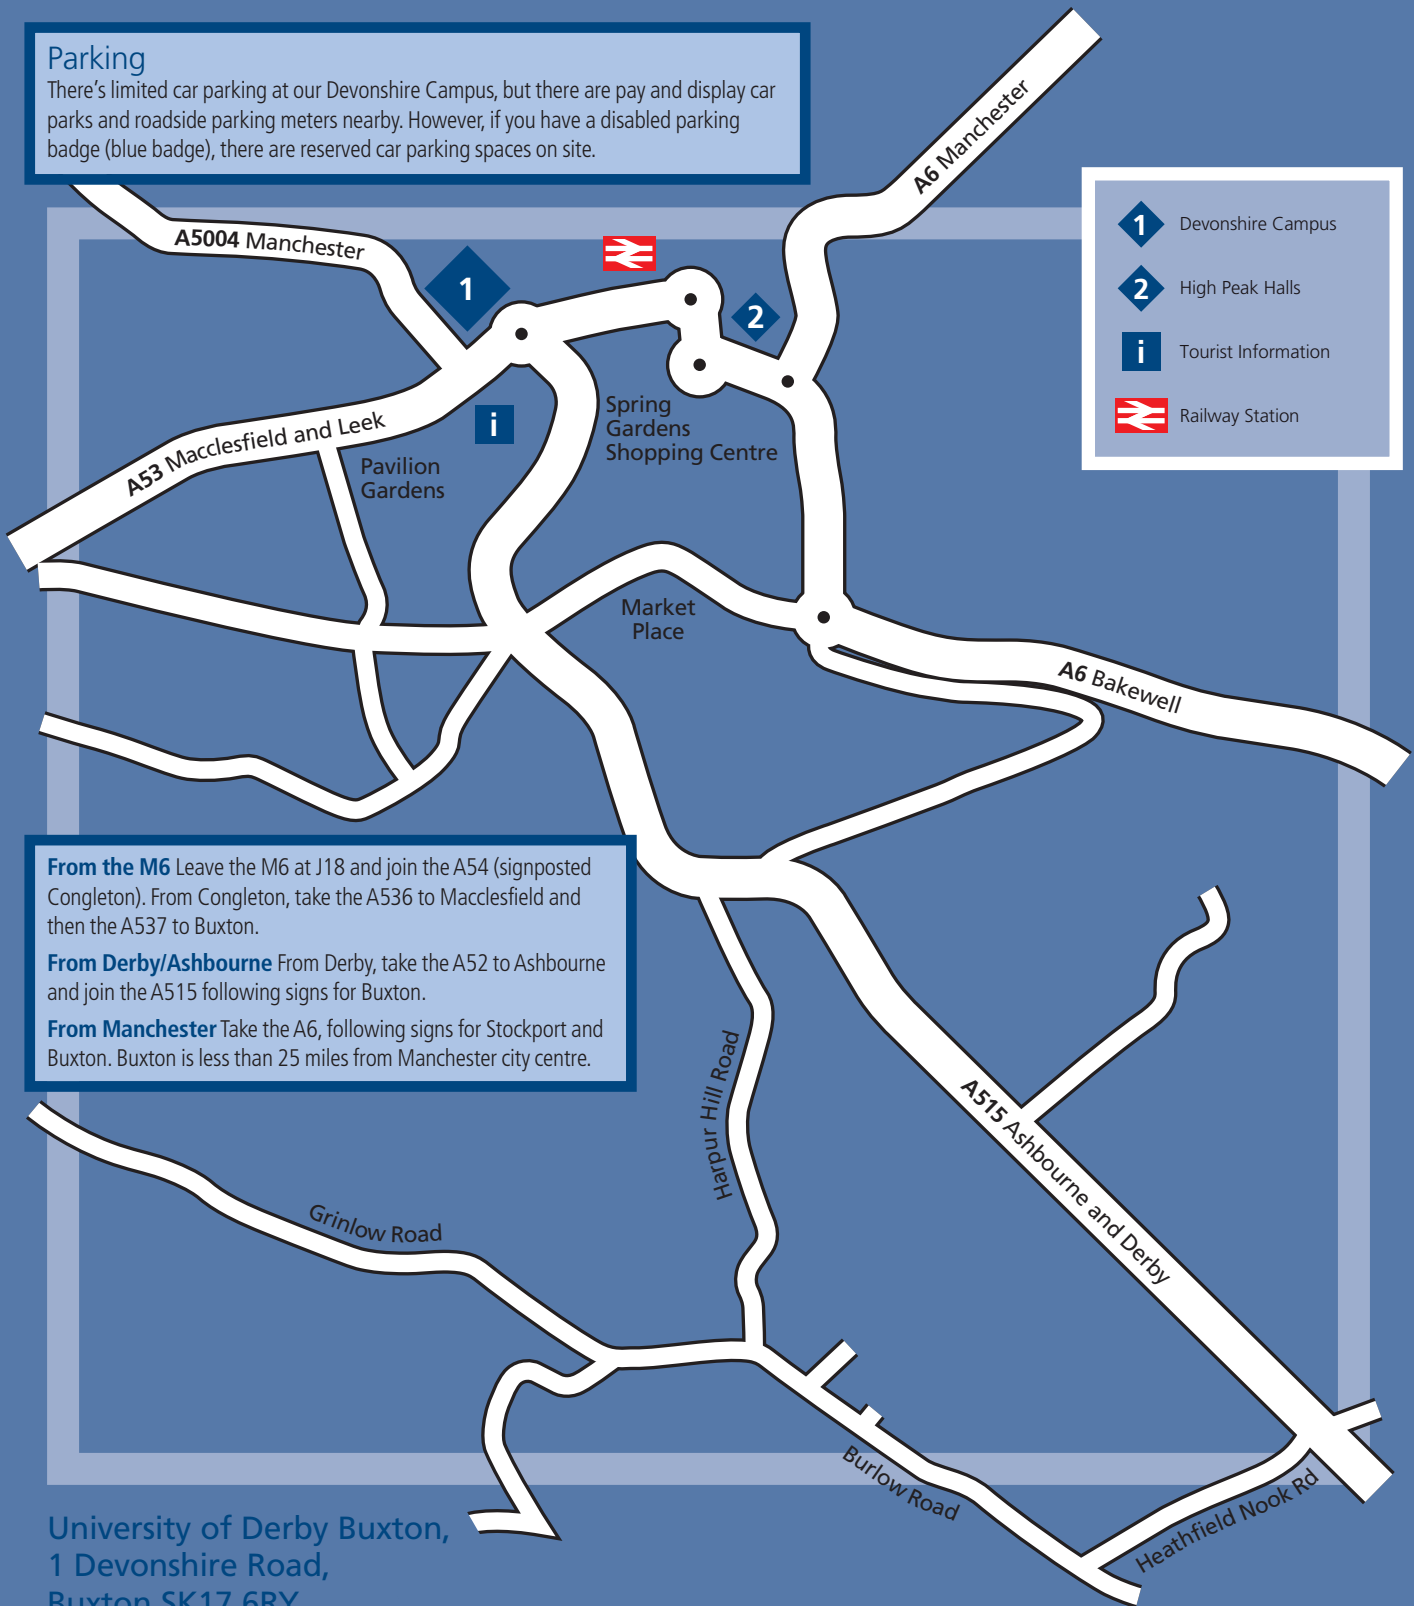 Parking
There's limited car parking at our Devonshire Campus, but there are pay and display car
parks and roadside parking meters nearby. However, if you have a disabled parking
badge (blue badge), there are reserved car parking spaces on site.
A6 Manchester
A5004 Manchester
1
2
1 Devonshire Campus
2 High Peak Halls
i Tourist Information
Railway Station
i
Spring
Gardens
Shopping Centre
A53 Macclesfield and Leek
Pavilion
Gardens
Market
Place
A6 Bakewell
From the M6 Leave the M6 at J18 and join the A54 (signposted
Congleton). From Congleton, take the A536 to Macclesfield and
then the A537 to Buxton.
From Derby/Ashbourne From Derby, take the A52 to Ashbourne
and join the A515 following signs for Buxton.
From Manchester Take the A6, following signs for Stockport and
Buxton. Buxton is less than 25 miles from Manchester city centre.
Harpur Hill Road
A515 Ashbourne and Derby
Grinlow Road
Burlow Road
Heathfield Nook Rd
University of Derby Buxton,
1 Devonshire Road,
Buxton SK17 6RY